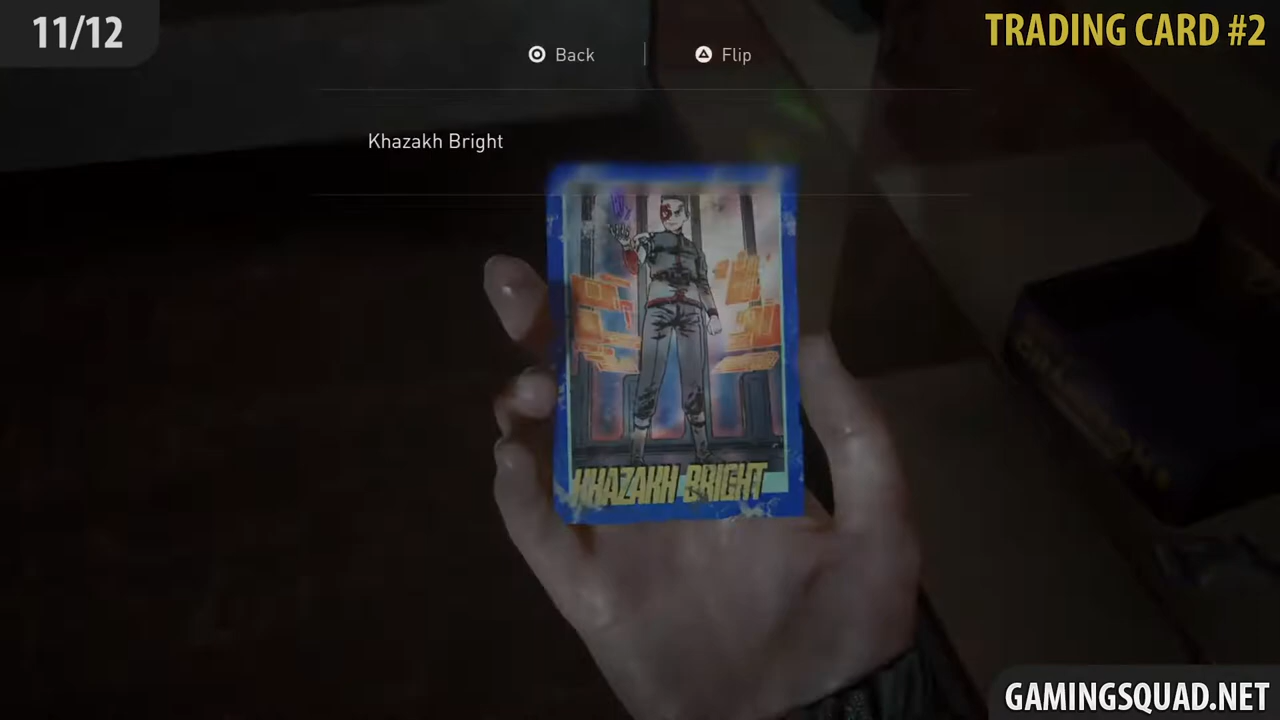 11/12
TRADING CARD #2
Back
Flip
Khazakh Bright
KHAZAKH BRIGHT
GAMINGSQUAD.NET